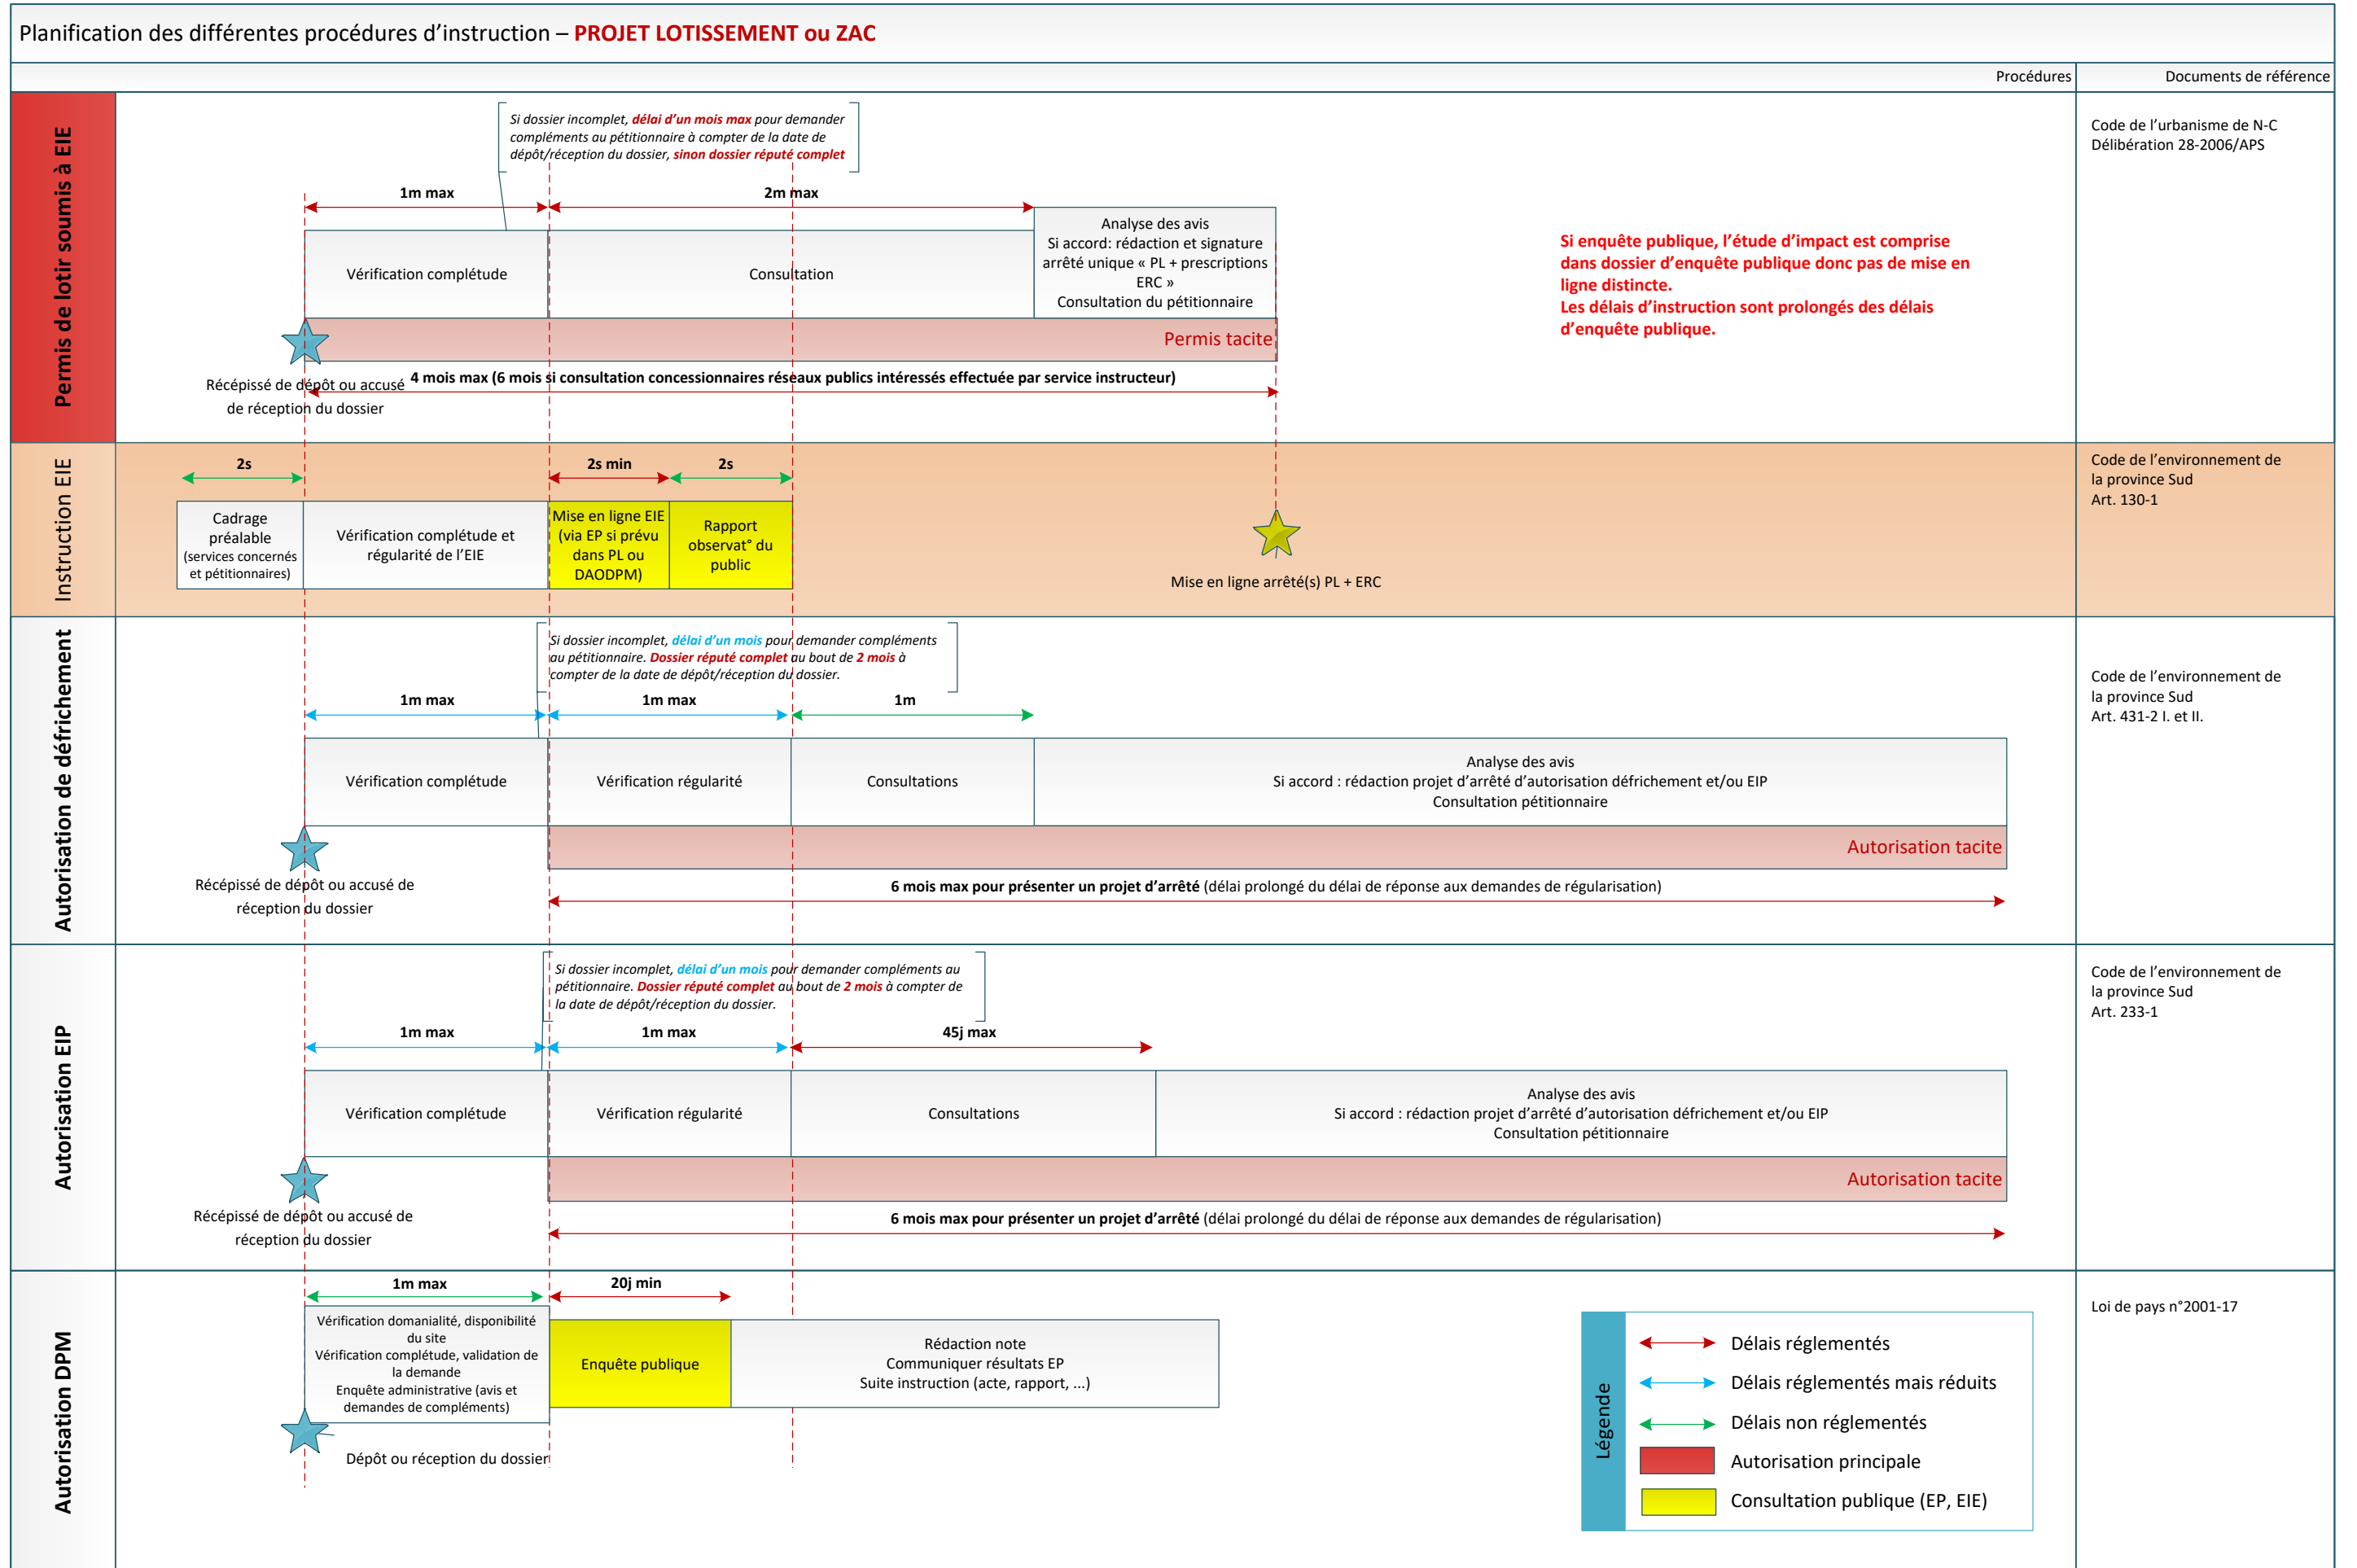 Planification des différentes procédures d’instruction – PROJET LOTISSEMENT ou ZAC
Procédures
Documents de référence
Permis de lotir soumis à EIE
Si dossier incomplet, délai d’un mois max pour demander
compléments au pétitionnaire à compter de la date de
dépôt/réception du dossier, sinon dossier réputé complet
1m max
2m max
Vérification complétude
Consultation
Analyse des avis
Si accord: rédaction et signature
arrêté unique « PL + prescriptions
ERC »
Consultation du pétitionnaire
Permis tacite
Récépissé de dépôt ou accusé
de réception du dossier
4 mois max (6 mois si consultation concessionnaires réseaux publics intéressés effectuée par service instructeur)
Si enquête publique, l’étude d’impact est comprise
dans dossier d’enquête publique donc pas de mise en
ligne distincte.
Les délais d’instruction sont prolongés des délais
d’enquête publique.
Code de l’urbanisme de N-C
Délibération 28-2006/APS
Instruction EIE
2s
2s min
2s
Cadrage
préalable
(services concernés
et pétitionnaires)
Vérification complétude et
régularité de l’EIE
Mise en ligne EIE
(via EP si prévu
dans PL ou
DAODPM)
Rapport
observat° du
public
Mise en ligne arrêté(s) PL + ERC
Code de l’environnement de
la province Sud
Art. 130-1
Autorisation de défrichement
Si dossier incomplet, délai d’un mois pour demander compléments
au pétitionnaire. Dossier réputé complet au bout de 2 mois à
compter de la date de dépôt/réception du dossier.
1m max
1m max
1m
Vérification complétude
Vérification régularité
Consultations
Analyse des avis
Si accord : rédaction projet d’arrêté d’autorisation défrichement et/ou EIP
Consultation pétitionnaire
Autorisation tacite
Récépissé de dépôt ou accusé de
réception du dossier
6 mois max pour présenter un projet d’arrêté (délai prolongé du délai de réponse aux demandes de régularisation)
Code de l’environnement de
la province Sud
Art. 431-2 I. et II.
Autorisation EIP
Si dossier incomplet, délai d’un mois pour demander compléments au
pétitionnaire. Dossier réputé complet au bout de 2 mois à compter de
la date de dépôt/réception du dossier.
1m max
1m max
45j max
Vérification complétude
Vérification régularité
Consultations
Analyse des avis
Si accord : rédaction projet d’arrêté d’autorisation défrichement et/ou EIP
Consultation pétitionnaire
Autorisation tacite
Récépissé de dépôt ou accusé de
réception du dossier
6 mois max pour présenter un projet d’arrêté (délai prolongé du délai de réponse aux demandes de régularisation)
Code de l’environnement de
la province Sud
Art. 233-1
Autorisation DPM
1m max
20j min
Vérification domanialité, disponibilité
du site
Vérification complétude, validation de
la demande
Enquête administrative (avis et
demandes de compléments)
Enquête publique
Rédaction note
Communiquer résultats EP
Suite instruction (acte, rapport, ...)
Dépôt ou réception du dossier
Loi de pays n°2001-17
Légende
Délais réglementés
Délais réglementés mais réduits
Délais non réglementés
Autorisation principale
Consultation publique (EP, EIE)